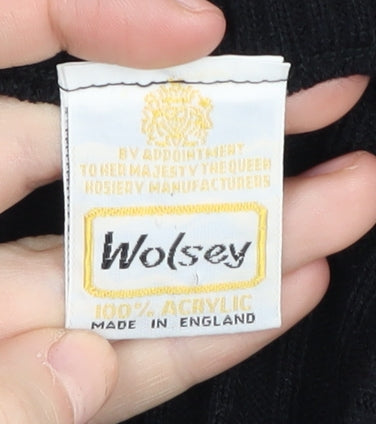 BY APPOINTMENT
TO HER MAJESTY THE QUEEN
HOSIERY MANUFACTURERS
Wolsey
100% ACRYLIC
MADE IN ENGLAND